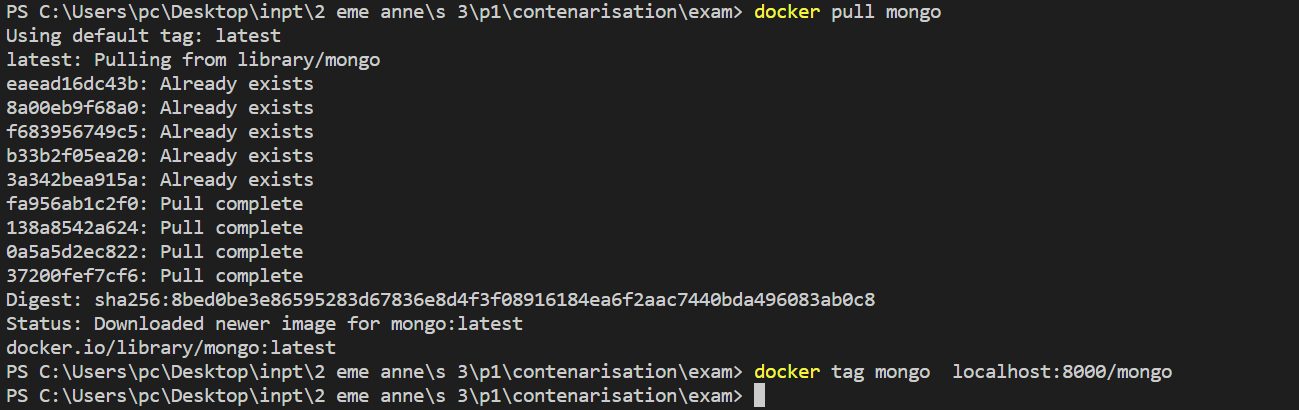 PS C:\Users\pc\Desktop\inpt\2 eme anne\s 3\p1\contenarisation\exam> docker pull mongo
Using default tag: latest
latest: Pulling from library/mongo
eaead16dc43b: Already exists
8a00eb9f68a0: Already exists
f683956749c5: Already exists
b33b2f05ea20: Already exists
3a342bea915a: Already exists
fa956ab1c2f0: Pull complete
138a8542a624: Pull complete
0a5a5d2ec822: Pull complete
37200fef7cf6: Pull complete
Digest: sha256:8bed0be3e86595283d67836e8d4f3f08916184ea6f2aac7440bda496083ab0c8
Status: Downloaded newer image for mongo:latest
docker.io/library/mongo:latest
PS C:\Users\pc\Desktop\inpt\2 eme anne\s 3\p1\contenarisation\exam> docker tag mongo  localhost:8000/mongo
PS C:\Users\pc\Desktop\inpt\2 eme anne\s 3\p1\contenarisation\exam>